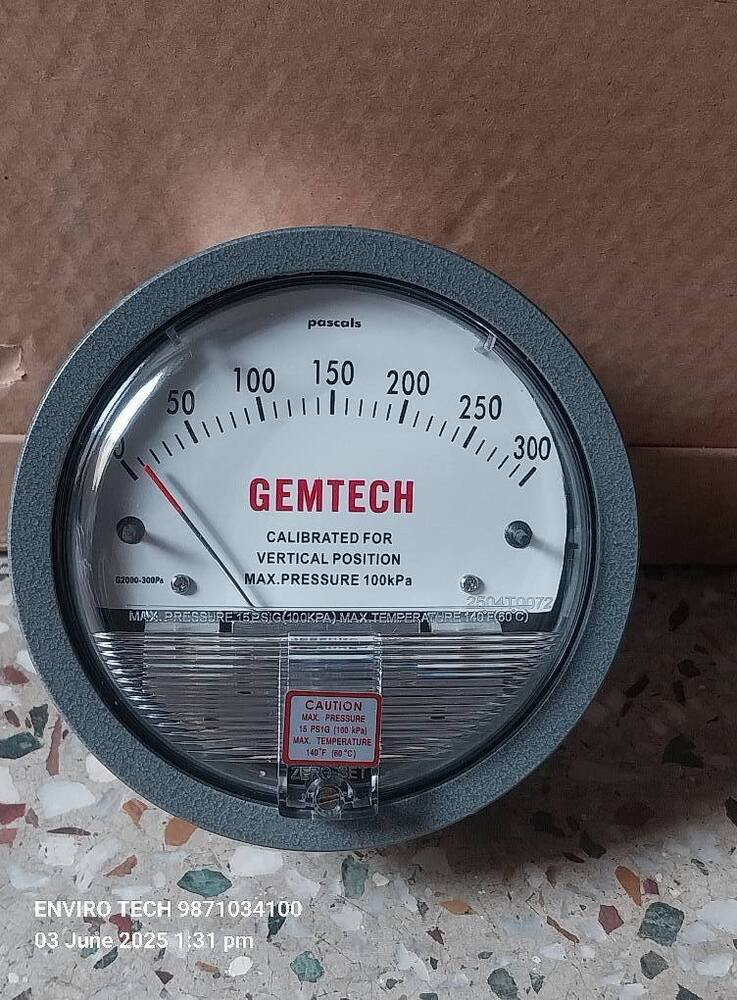 pascals
0 50 100 150 200 250 300
GEMTECH
CALIBRATED FOR
VERTICAL POSITION
MAX.PRESSURE 100kPa
G2000-300Pa
2504T0072
MAX. PRESSURE 15 PSIG(100KPA) MAX.TEMPERATURE 140°F(60°C)
CAUTION
MAX. PRESSURE
15 PSIG (100 kPa)
MAX. TEMPERATURE
140°F (60°C)
ZERO SET
ENVIRO TECH 9871034100
03 June 2025 1:31 pm